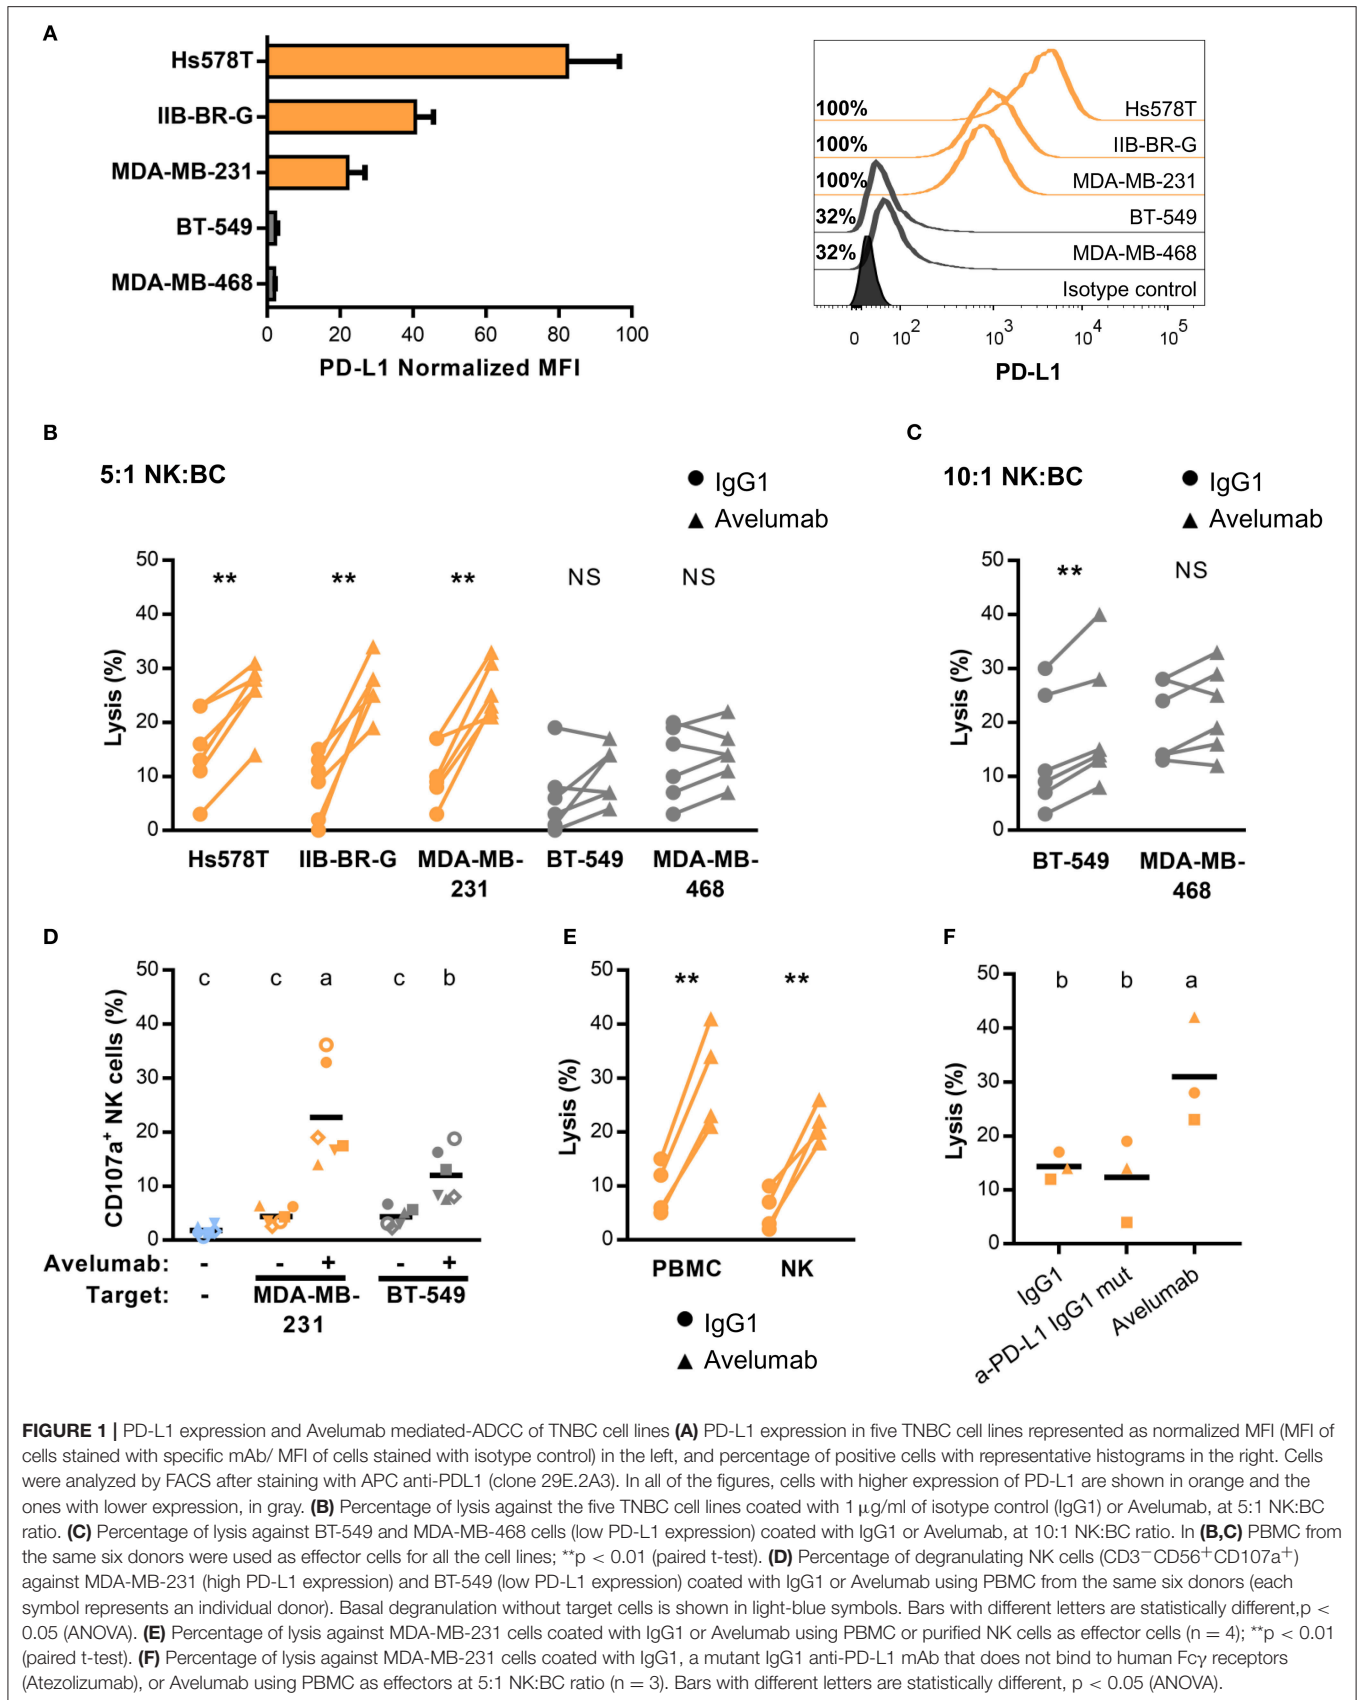 A
Hs578T
IIB-BR-G
MDA-MB-231
BT-549
MDA-MB-468
0 20 40 60 80 100
PD-L1 Normalized MFI
100% Hs578T
100% IIB-BR-G
100% MDA-MB-231
32% BT-549
32% MDA-MB-468
Isotype control
0 10² 10³ 10⁴ 10⁵
PD-L1
B
5:1 NK:BC
IgG1
Avelumab
50
40
30
20
10
0
Lysis (%)
** ** ** NS NS
Hs578T IIB-BR-G MDA-MB- BT-549 MDA-MB-
231 468
C
10:1 NK:BC
IgG1
Avelumab
50
40
30
20
10
0
Lysis (%)
** NS
BT-549 MDA-MB-
468
D
50
40
30
20
10
0
CD107a⁺ NK cells (%)
c c a c b
Avelumab: - - + - +
Target: - MDA-MB- BT-549
231
E
50
40
30
20
10
0
Lysis (%)
** **
PBMC NK
IgG1
Avelumab
F
50
40
30
20
10
0
Lysis (%)
b b a
IgG1
a-PD-L1 IgG1 mut
Avelumab
FIGURE 1 | PD-L1 expression and Avelumab mediated-ADCC of TNBC cell lines (A) PD-L1 expression in five TNBC cell lines represented as normalized MFI (MFI of
cells stained with specific mAb/ MFI of cells stained with isotype control) in the left, and percentage of positive cells with representative histograms in the right. Cells
were analyzed by FACS after staining with APC anti-PDL1 (clone 29E.2A3). In all of the figures, cells with higher expression of PD-L1 are shown in orange and the
ones with lower expression, in gray. (B) Percentage of lysis against the five TNBC cell lines coated with 1 μg/ml of isotype control (IgG1) or Avelumab, at 5:1 NK:BC
ratio. (C) Percentage of lysis against BT-549 and MDA-MB-468 cells (low PD-L1 expression) coated with IgG1 or Avelumab, at 10:1 NK:BC ratio. In (B,C) PBMC from
the same six donors were used as effector cells for all the cell lines; **p < 0.01 (paired t-test). (D) Percentage of degranulating NK cells (CD3⁻CD56⁺CD107a⁺)
against MDA-MB-231 (high PD-L1 expression) and BT-549 (low PD-L1 expression) coated with IgG1 or Avelumab using PBMC from the same six donors (each
symbol represents an individual donor). Basal degranulation without target cells is shown in light-blue symbols. Bars with different letters are statistically different,p <
0.05 (ANOVA). (E) Percentage of lysis against MDA-MB-231 cells coated with IgG1 or Avelumab using PBMC or purified NK cells as effector cells (n = 4); **p < 0.01
(paired t-test). (F) Percentage of lysis against MDA-MB-231 cells coated with IgG1, a mutant IgG1 anti-PD-L1 mAb that does not bind to human Fcγ receptors
(Atezolizumab), or Avelumab using PBMC as effectors at 5:1 NK:BC ratio (n = 3). Bars with different letters are statistically different, p < 0.05 (ANOVA).